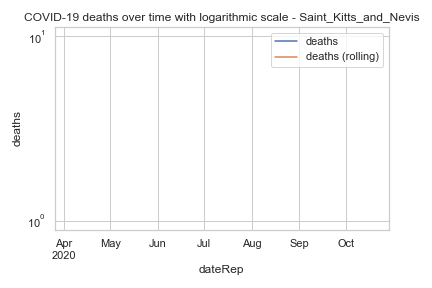 COVID-19 deaths over time with logarithmic scale - Saint_Kitts_and_Nevis
10¹
deaths
deaths (rolling)
deaths
10⁰
Apr May Jun Jul Aug Sep Oct
2020
dateRep